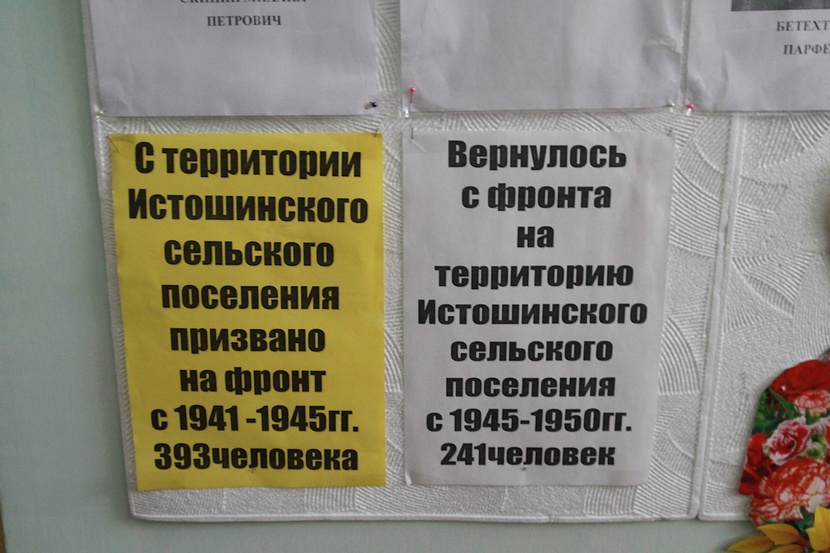 ПЕТРОВИЧ
БЕТЕХТ
ПАРФЕ
С территории
Истошинского
сельского
поселения
призвано
на фронт
с 1941 -1945гг.
393человека
Вернулось
с фронта
на
территорию
Истошинского
сельского
поселения
с 1945-1950гг.
241человек